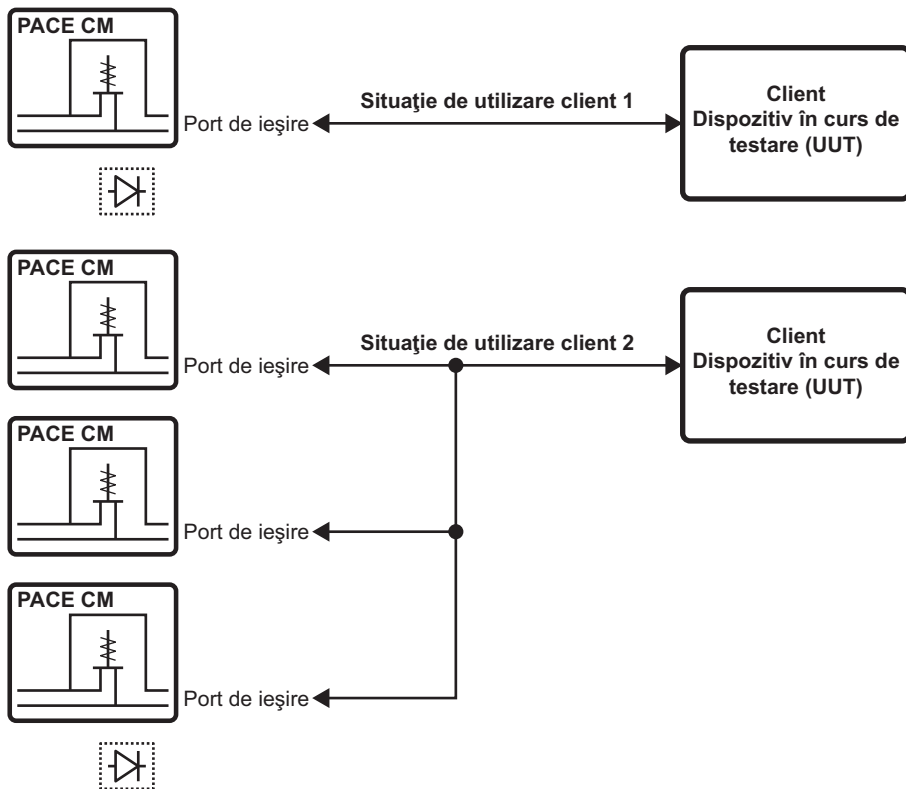 PACE CM
Port de ieşire
Situaţie de utilizare client 1
Client
Dispozitiv în curs de
testare (UUT)
PACE CM
Port de ieşire
Situaţie de utilizare client 2
Client
Dispozitiv în curs de
testare (UUT)
PACE CM
Port de ieşire
PACE CM
Port de ieşire